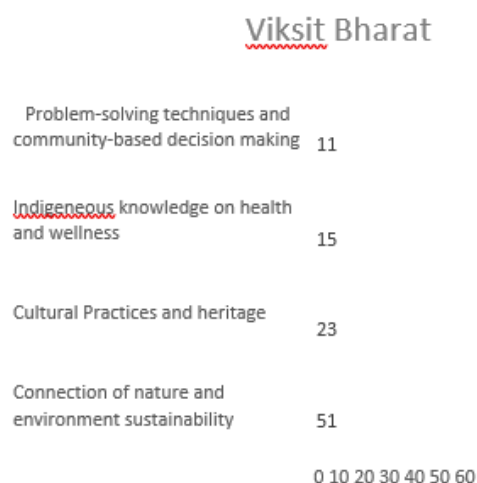 Viksit Bharat
Problem-solving techniques and
community-based decision making 11
Indigeneous knowledge on health
and wellness
15
Cultural Practices and heritage
23
Connection of nature and
environment sustainability 51
0 10 20 30 40 50 60